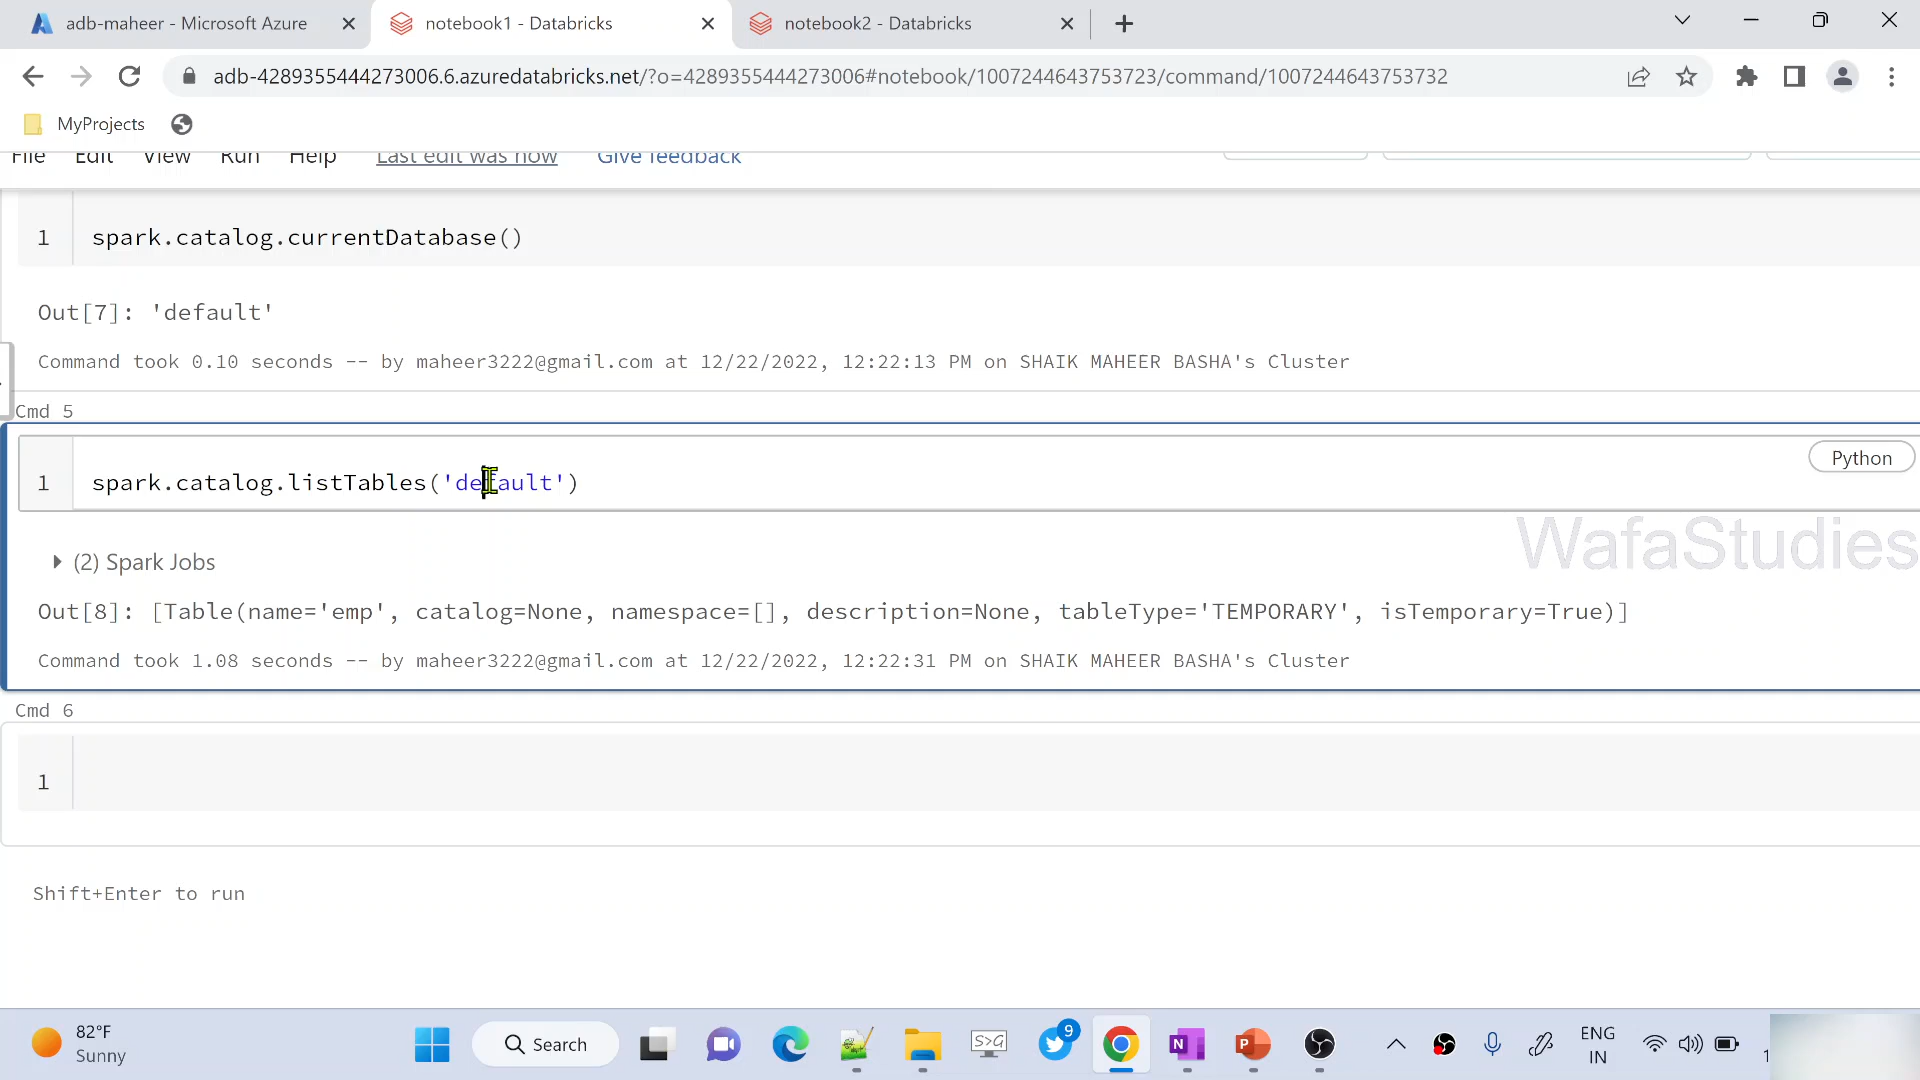 adb-maheer - Microsoft Azure
notebook1 - Databricks
notebook2 - Databricks
adb-4289355444273006.6.azuredatabricks.net/?o=4289355444273006#notebook/1007244643753723/command/1007244643753732
MyProjects
File Edit View Run Help Last edit was now Give feedback
1 spark.catalog.currentDatabase()
Out[7]: 'default'
Command took 0.10 seconds -- by maheer3222@gmail.com at 12/22/2022, 12:22:13 PM on SHAIK MAHEER BASHA's Cluster
Cmd 5
Python
1 spark.catalog.listTables('default')
WafaStudies
(2) Spark Jobs
Out[8]: [Table(name='emp', catalog=None, namespace=[], description=None, tableType='TEMPORARY', isTemporary=True)]
Command took 1.08 seconds -- by maheer3222@gmail.com at 12/22/2022, 12:22:31 PM on SHAIK MAHEER BASHA's Cluster
Cmd 6
1
Shift+Enter to run
82°F
Sunny
Search
S>G
9
N
P
ENG
IN
1